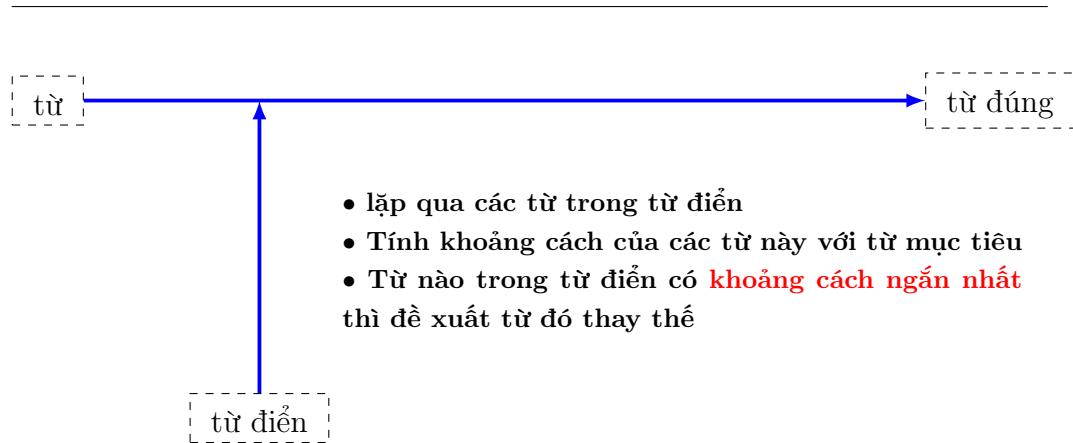 từ
từ đúng
• lặp qua các từ trong từ điển
• Tính khoảng cách của các từ này với từ mục tiêu
• Từ nào trong từ điển có khoảng cách ngắn nhất
thì đề xuất từ đó thay thế
từ điển